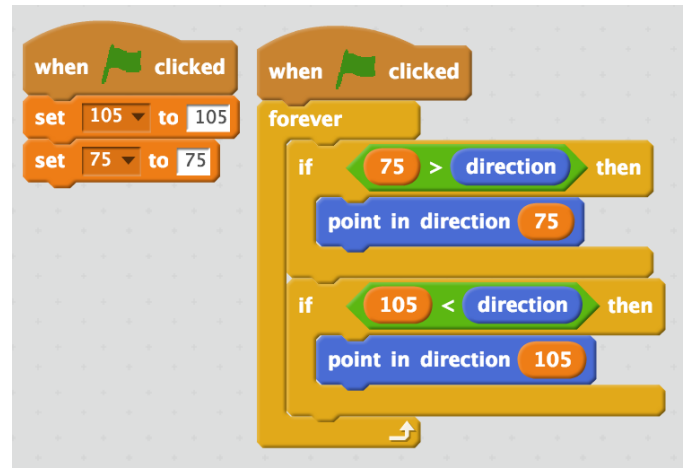 when clicked
set 105 to 105
set 75 to 75
when clicked
forever
if 75 > direction then
point in direction 75
if 105 < direction then
point in direction 105